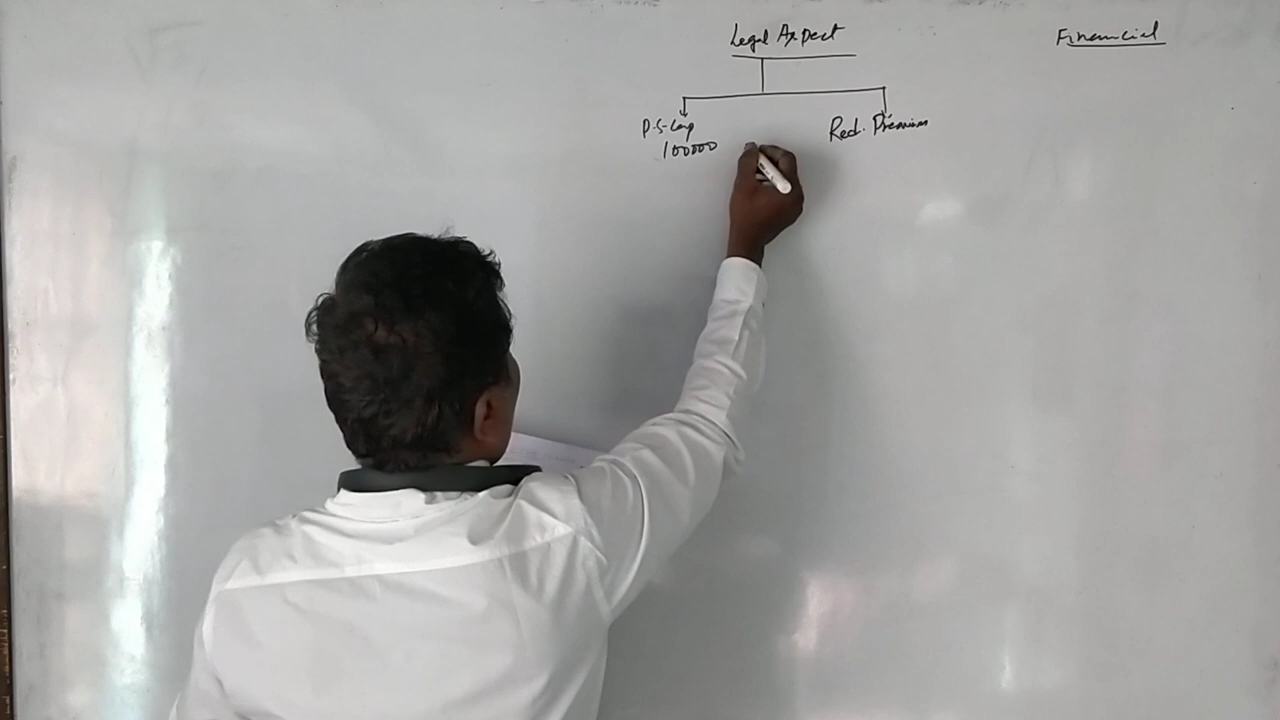 Legal Aspect
Financial
P.S-Cap
100000
Red. Premium